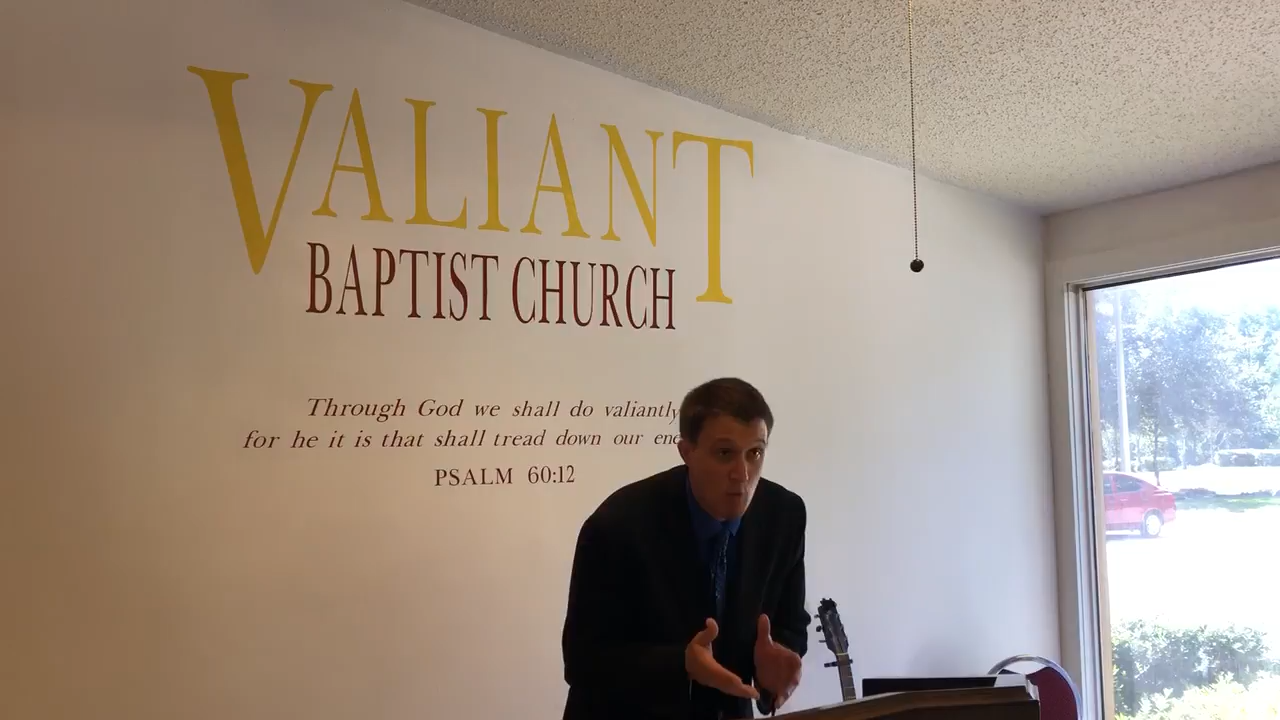 VALIANT
BAPTIST CHURCH
Through God we shall do valiantly
for he it is that shall tread down our
PSALM 60:12